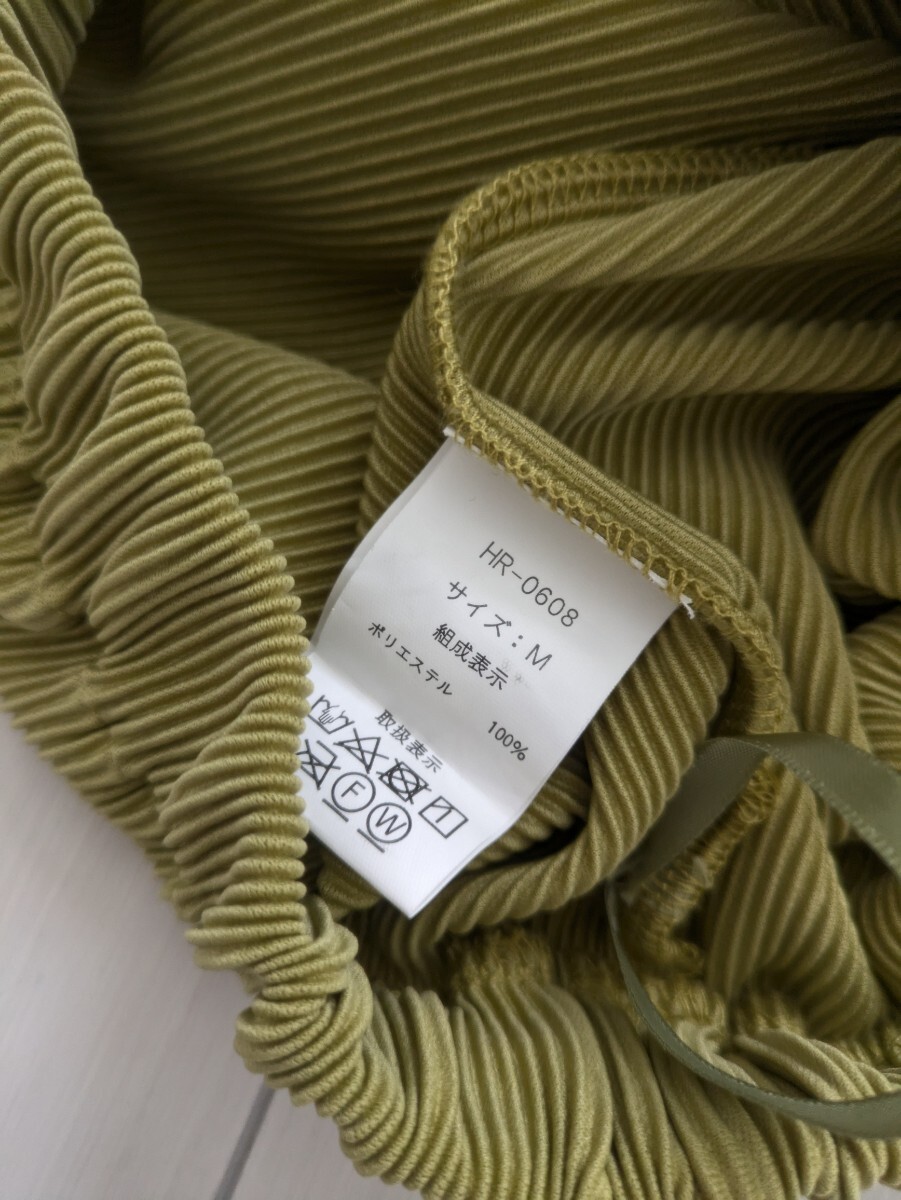 HR-0608
サイズ：M
組成表示
ポリエステル 100%
取扱表示
F W